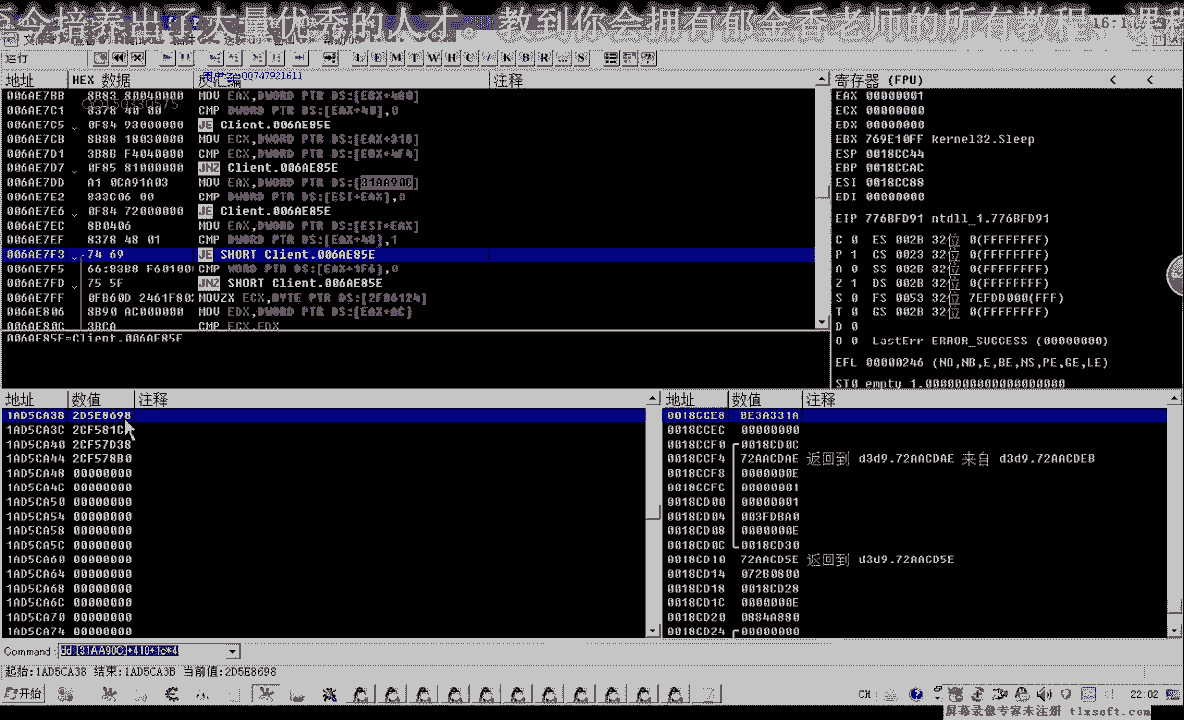 至今培养出了大量优秀的人才。教到你会拥有郁金香老师的所有教程,课程
运行
E M T W H C / K B R ... S
地址 HEX 数据 反汇编 注释
006AE7BB 8B83 80040000 MOV EAX,DWORD PTR DS:[EBX+480]
006AE7C1 8378 48 00 CMP DWORD PTR DS:[EAX+48],0
006AE7C5 0F84 93000000 JE Client.006AE85E
006AE7CB 8B88 18030000 MOV ECX,DWORD PTR DS:[EAX+318]
006AE7D1 3B8B F4040000 CMP ECX,DWORD PTR DS:[EBX+4F4]
006AE7D7 0F85 81000000 JNZ Client.006AE85E
006AE7DD A1 0CA91A03 MOV EAX,DWORD PTR DS:[31AA90C]
006AE7E2 833C06 00 CMP DWORD PTR DS:[ESI+EAX],0
006AE7E6 0F84 72000000 JE Client.006AE85E
006AE7EC 8B0406 MOV EAX,DWORD PTR DS:[ESI+EAX]
006AE7EF 8378 48 01 CMP DWORD PTR DS:[EAX+48],1
006AE7F3 74 69 JE SHORT Client.006AE85E
006AE7F5 66:83B8 F60100 CMP WORD PTR DS:[EAX+1F6],0
006AE7FD 75 5F JNZ SHORT Client.006AE85E
006AE7FF 0FB60D 2461F802 MOVZX ECX,BYTE PTR DS:[2F86124]
006AE806 8B90 AC000000 MOV EDX,DWORD PTR DS:[EAX+AC]
006AE80C 3BCA CMP ECX,EDX
006AE85E=Client.006AE85E
寄存器 (FPU) < <
EAX 00000001
ECX 00000000
EDX 00000000
EBX 769E10FF kernel32.Sleep
ESP 0018CC44
EBP 0018CCAC
ESI 0018CC88
EDI 00000000
EIP 776BFD91 ntdll_1.776BFD91
C 0 ES 002B 32位 0(FFFFFFFF)
P 1 CS 0023 32位 0(FFFFFFFF)
A 0 SS 002B 32位 0(FFFFFFFF)
Z 1 DS 002B 32位 0(FFFFFFFF)
S 0 FS 0053 32位 7EFDD000(FFF)
T 0 GS 002B 32位 0(FFFFFFFF)
D 0
O 0 LastErr ERROR_SUCCESS (00000000)
EFL 00000246 (NO,NB,E,BE,NS,PE,GE,LE)
ST0 empty 1.0000000000000000000
地址 数值 注释
1AD5CA38 2D5E8698
1AD5CA3C 2CF581C
1AD5CA40 2CF57D38
1AD5CA44 2CF578B0
1AD5CA48 00000000
1AD5CA4C 00000000
1AD5CA50 00000000
1AD5CA54 00000000
1AD5CA58 00000000
1AD5CA5C 00000000
1AD5CA60 00000000
1AD5CA64 00000000
1AD5CA68 00000000
1AD5CA6C 00000000
1AD5CA70 00000000
1AD5CA74 00000000
地址 数值 注释
0018CCE8 BE3A331A
0018CCEC 00000000
0018CCF0 0018CD0C
0018CCF4 72AACDAE 返回到 d3d9.72AACDAE 来自 d3d9.72AACDEB
0018CCF8 0000000E
0018CCFC 00000001
0018CD00 00000001
0018CD04 003FDBA0
0018CD08 0000000E
0018CD0C 0018CD30
0018CD10 72AACD5E 返回到 d3d9.72AACD5E
0018CD14 072B0800
0018CD18 0018CD28
0018CD1C 0000000E
0018CD20 0884A880
0018CD24 00000000
Command dd [31AA90C]+410+1c*4
起始:1AD5CA38 结束:1AD5CA3B 当前值:2D5E8698
开始 CH 22:02
屏幕录像专家未注册 tlxsoft.com